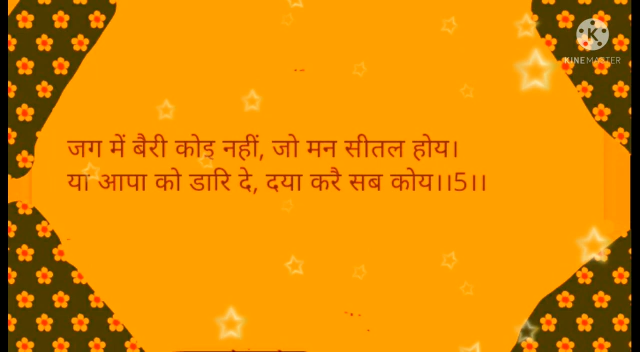 KINEMASTER
जग में बैरी कोइ नहीं, जो मन सीतल होय।
या आपा को डारि दे, दया करै सब कोय।।5।।